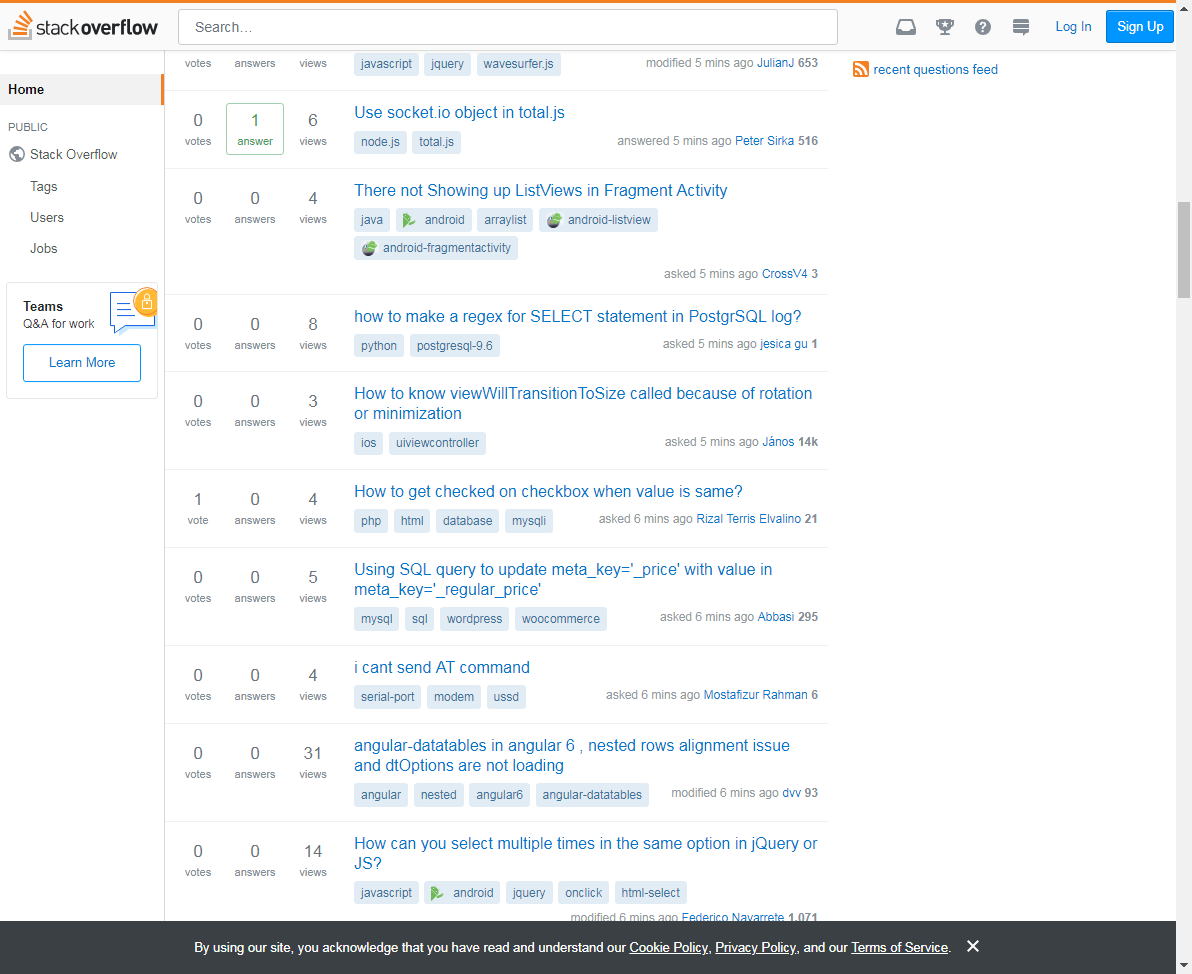 stackoverflow
Search…
Log In
Sign Up
Home
PUBLIC
Stack Overflow
Tags
Users
Jobs
Teams
Q&A for work
Learn More
votes answers views
javascript jquery wavesurfer.js
modified 5 mins ago JulianJ 653
recent questions feed
0 votes 1 answer 6 views
Use socket.io object in total.js
node.js total.js
answered 5 mins ago Peter Sirka 516
0 votes 0 answers 4 views
There not Showing up ListViews in Fragment Activity
java android arraylist android-listview
android-fragmentactivity
asked 5 mins ago CrossV4 3
0 votes 0 answers 8 views
how to make a regex for SELECT statement in PostgrSQL log?
python postgresql-9.6
asked 5 mins ago jesica gu 1
0 votes 0 answers 3 views
How to know viewWillTransitionToSize called because of rotation
or minimization
ios uiviewcontroller
asked 5 mins ago János 14k
1 vote 0 answers 4 views
How to get checked on checkbox when value is same?
php html database mysqli
asked 6 mins ago Rizal Terris Elvalino 21
0 votes 0 answers 5 views
Using SQL query to update meta_key='_price' with value in
meta_key='_regular_price'
mysql sql wordpress woocommerce
asked 6 mins ago Abbasi 295
0 votes 0 answers 4 views
i cant send AT command
serial-port modem ussd
asked 6 mins ago Mostafizur Rahman 6
0 votes 0 answers 31 views
angular-datatables in angular 6 , nested rows alignment issue
and dtOptions are not loading
angular nested angular6 angular-datatables
modified 6 mins ago dvv 93
0 votes 0 answers 14 views
How can you select multiple times in the same option in jQuery or
JS?
javascript android jquery onclick html-select
modified 6 mins ago Federico Navarrete 1,071
By using our site, you acknowledge that you have read and understand our Cookie Policy, Privacy Policy, and our Terms of Service.